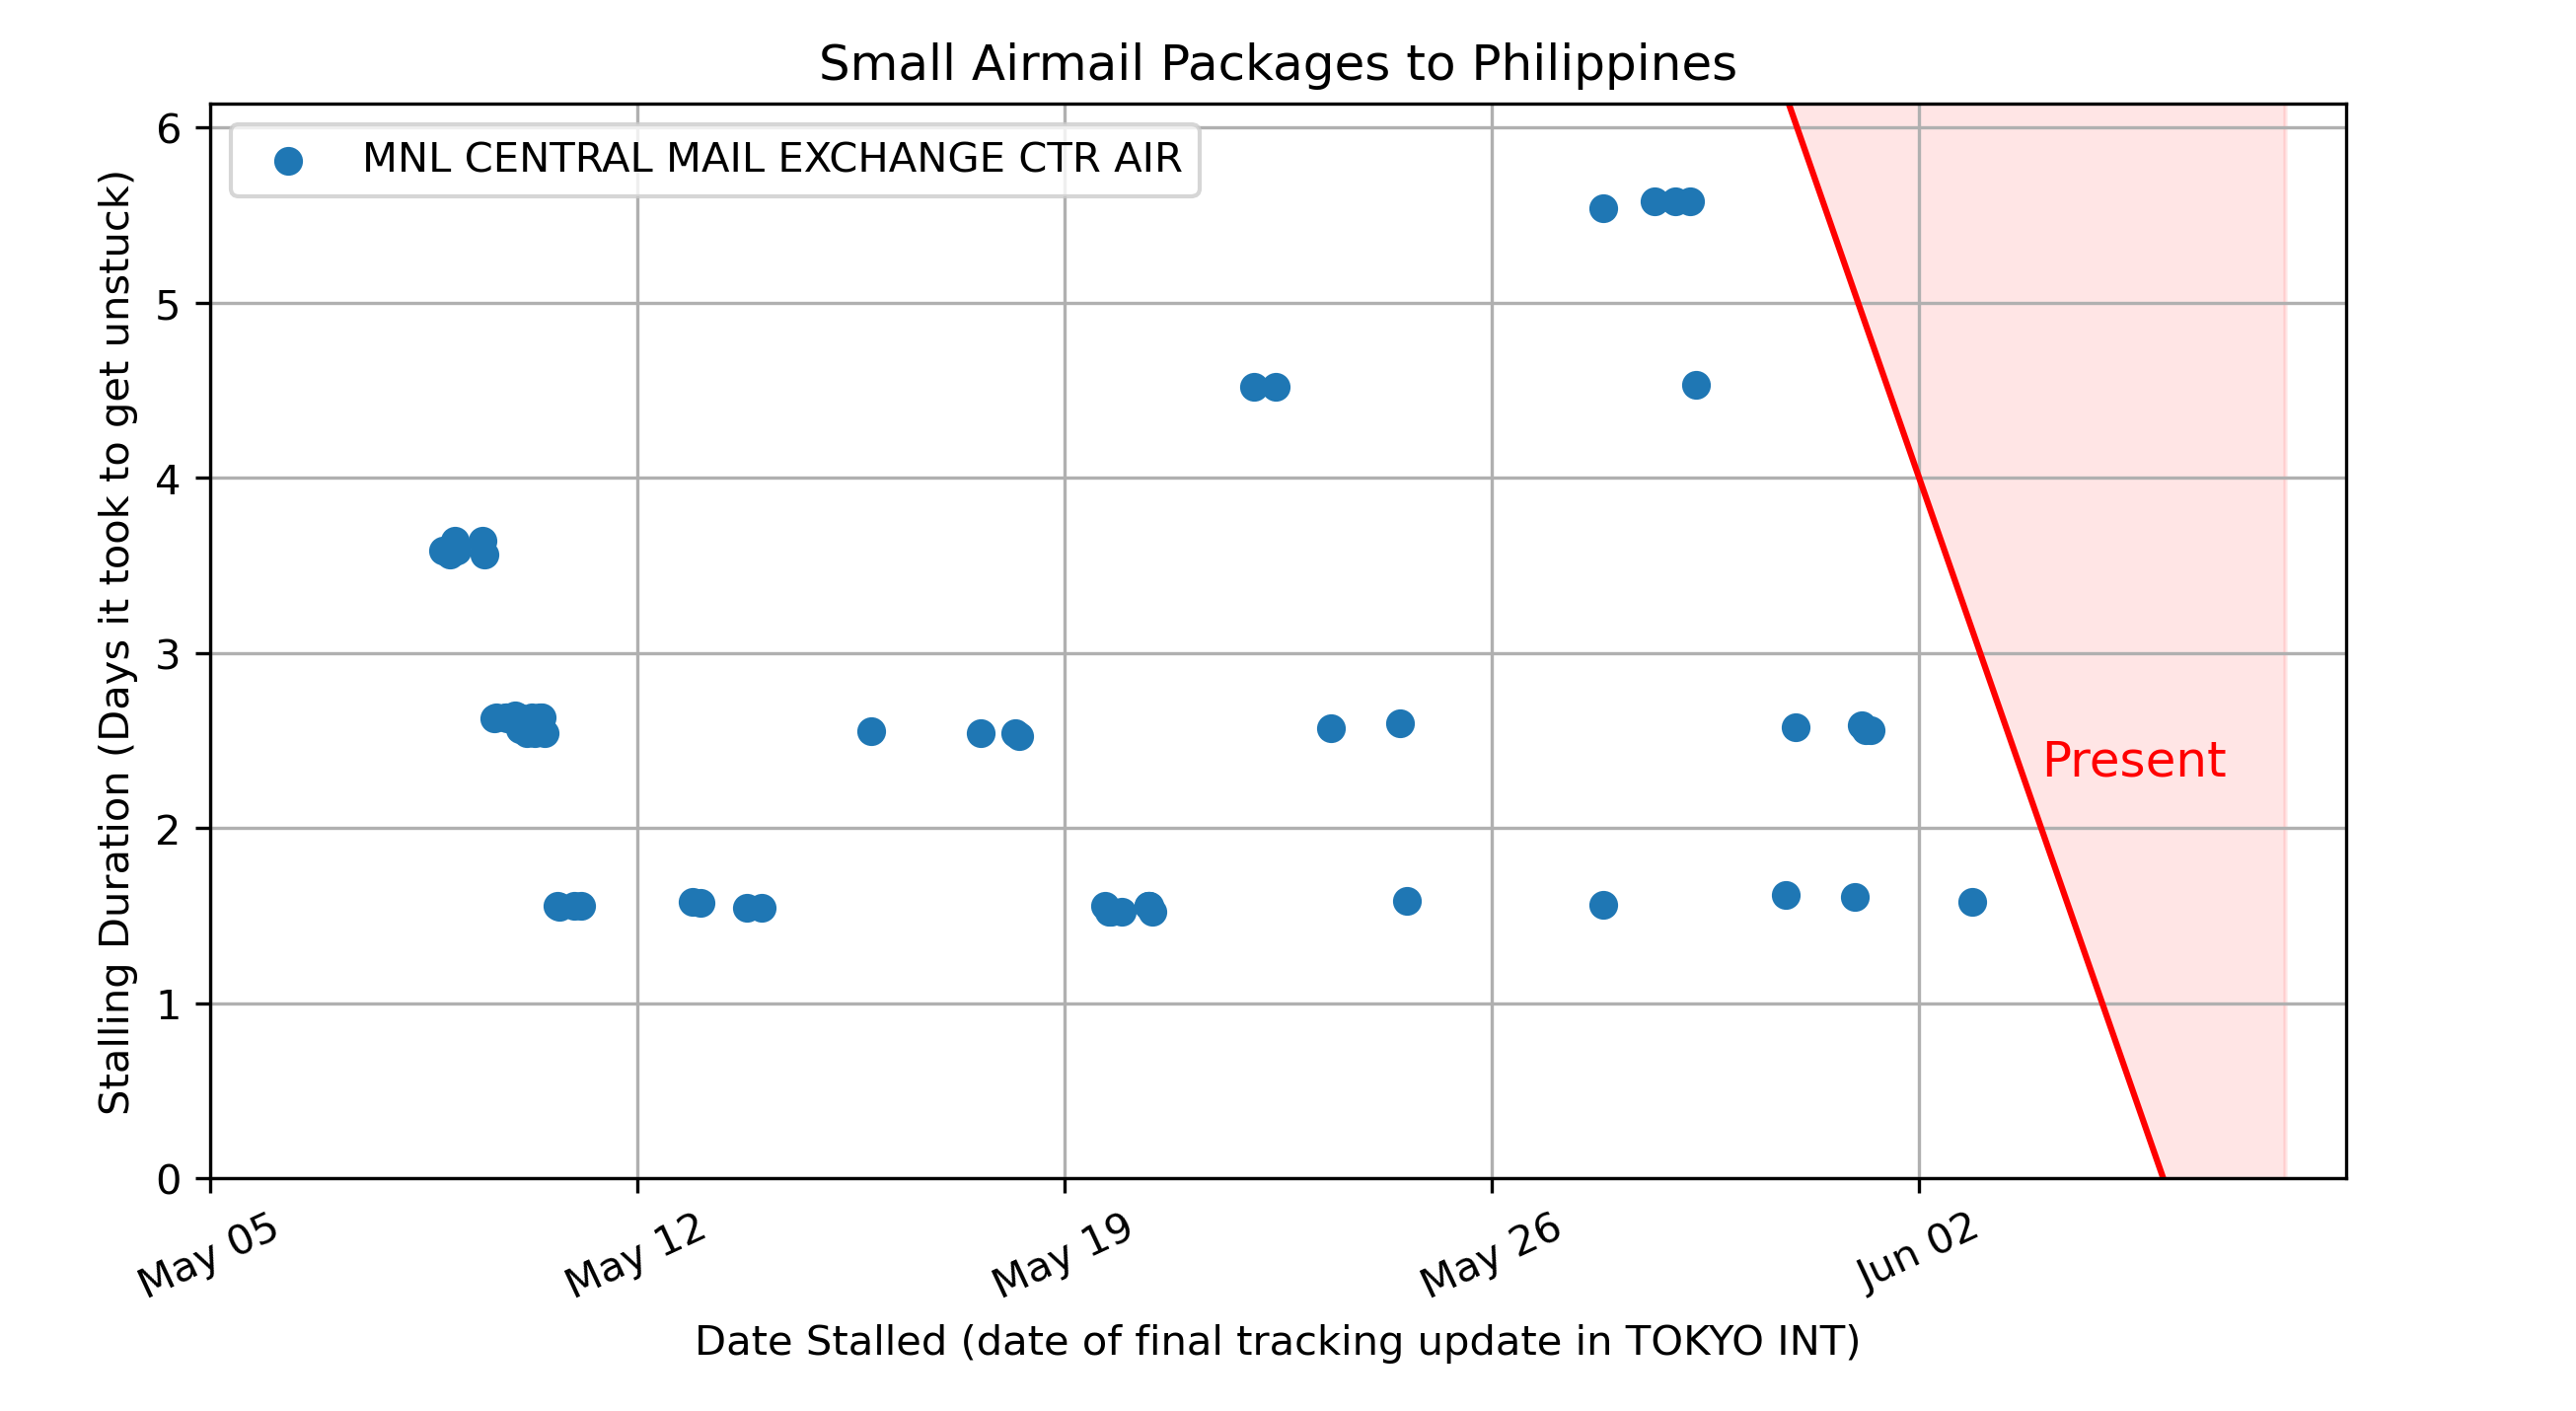 Small Airmail Packages to Philippines
MNL CENTRAL MAIL EXCHANGE CTR AIR
Stalling Duration (Days it took to get unstuck)
6
5
4
3
2
1
0
Present
May 05
May 12
May 19
May 26
Jun 02
Date Stalled (date of final tracking update in TOKYO INT)